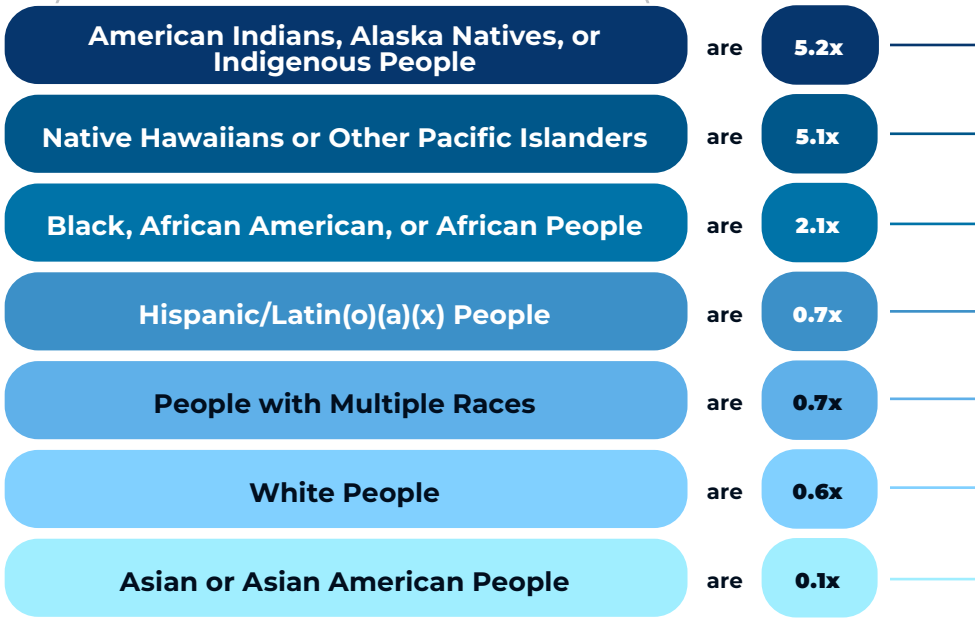 American Indians, Alaska Natives, or
Indigenous People are 5.2x
Native Hawaiians or Other Pacific Islanders are 5.1x
Black, African American, or African People are 2.1x
Hispanic/Latin(o)(a)(x) People are 0.7x
People with Multiple Races are 0.7x
White People are 0.6x
Asian or Asian American People are 0.1x